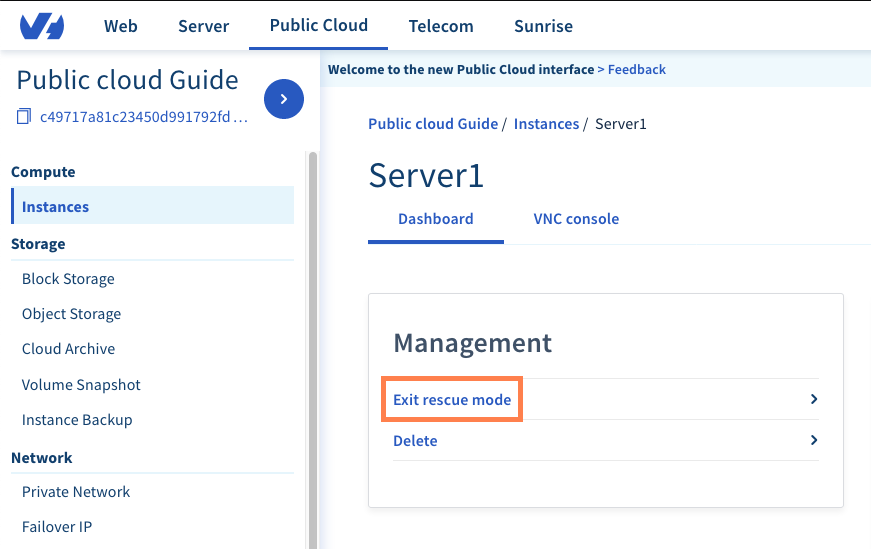 Web Server Public Cloud Telecom Sunrise
Public cloud Guide
c49717a81c23450d991792fd...
Compute
Instances
Storage
Block Storage
Object Storage
Cloud Archive
Volume Snapshot
Instance Backup
Network
Private Network
Failover IP
Welcome to the new Public Cloud interface > Feedback
Public cloud Guide / Instances / Server1
Server1
Dashboard VNC console
Management
Exit rescue mode
Delete